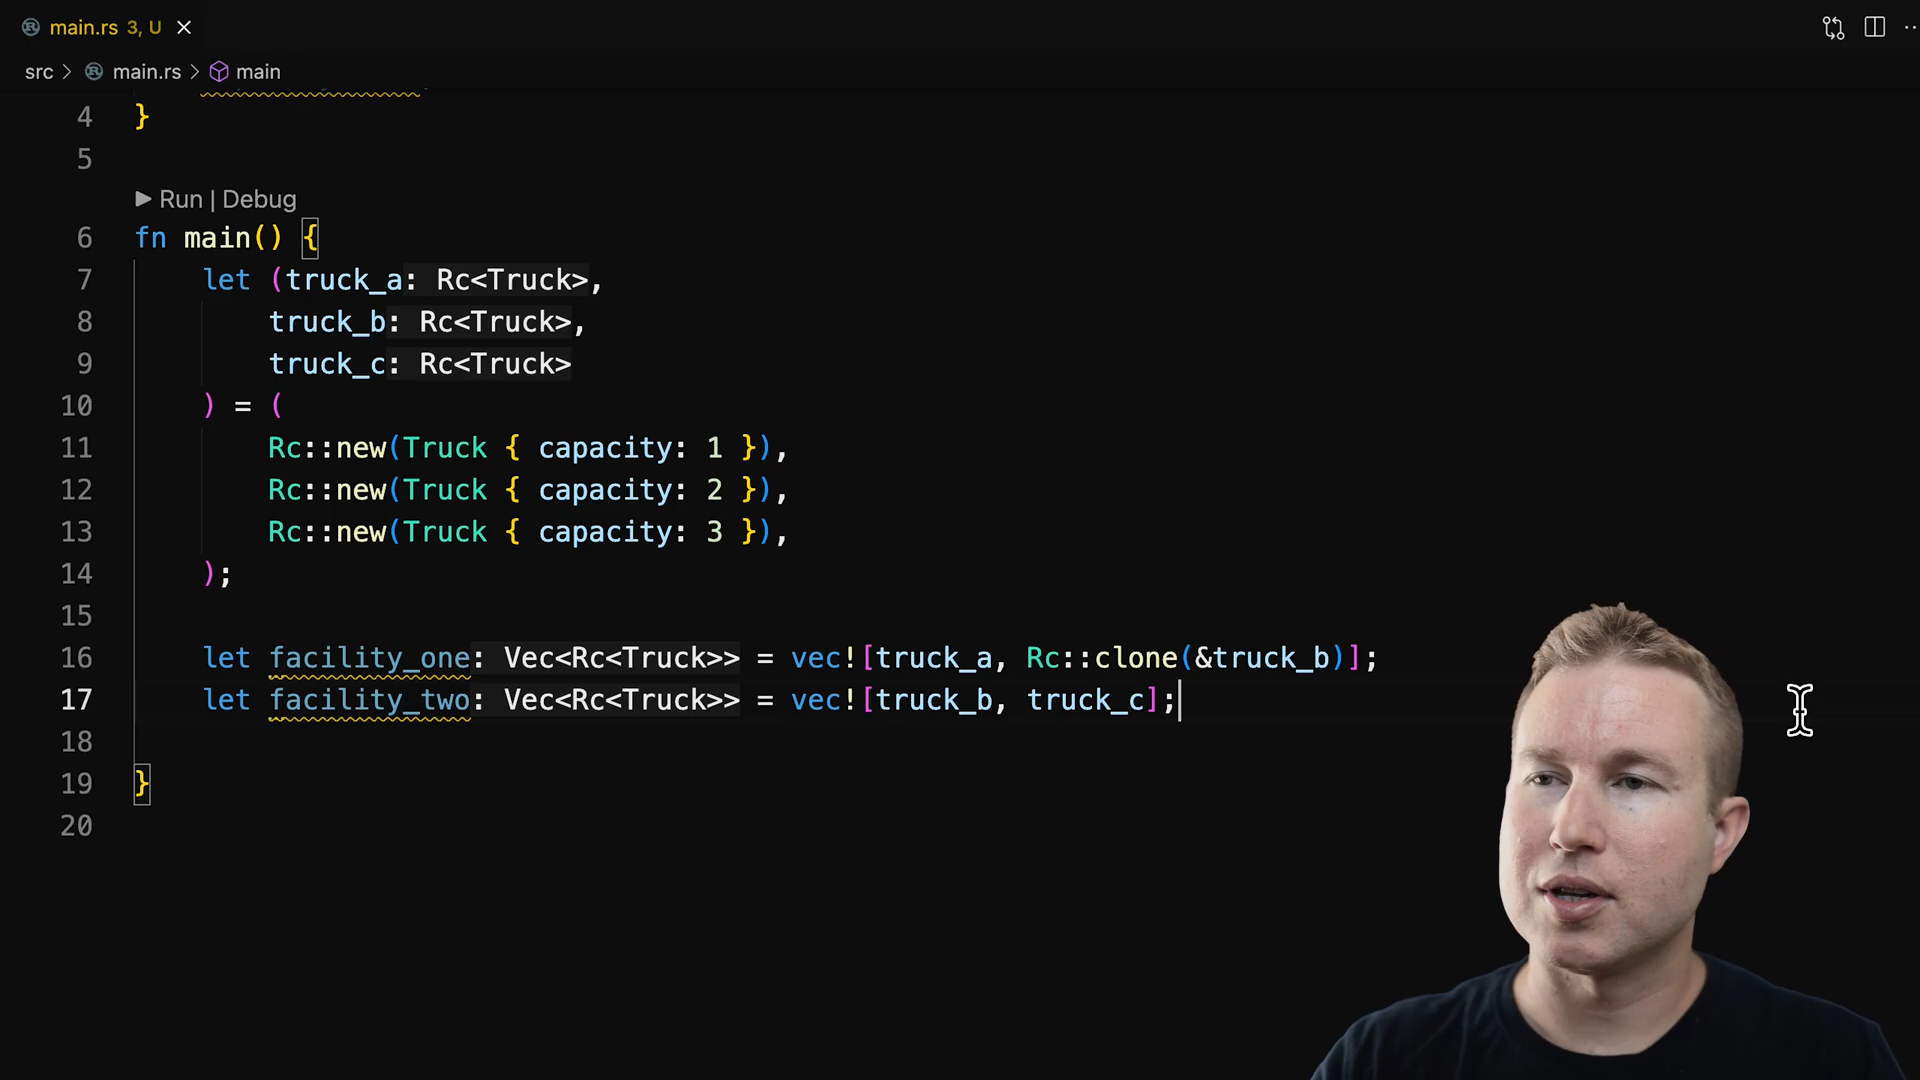 main.rs 3, U
src > main.rs > main
4 }
5
Run | Debug
6 fn main() {
7 let (truck_a: Rc<Truck>,
8 truck_b: Rc<Truck>,
9 truck_c: Rc<Truck>
10 ) = (
11 Rc::new(Truck { capacity: 1 }),
12 Rc::new(Truck { capacity: 2 }),
13 Rc::new(Truck { capacity: 3 }),
14 );
15
16 let facility_one: Vec<Rc<Truck>> = vec![truck_a, Rc::clone(&truck_b)];
17 let facility_two: Vec<Rc<Truck>> = vec![truck_b, truck_c];
18
19 }
20